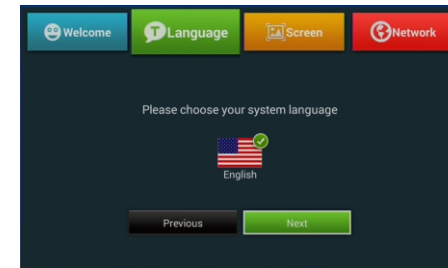 Welcome
Language
Screen
Network
Please choose your system language
English
Previous
Next